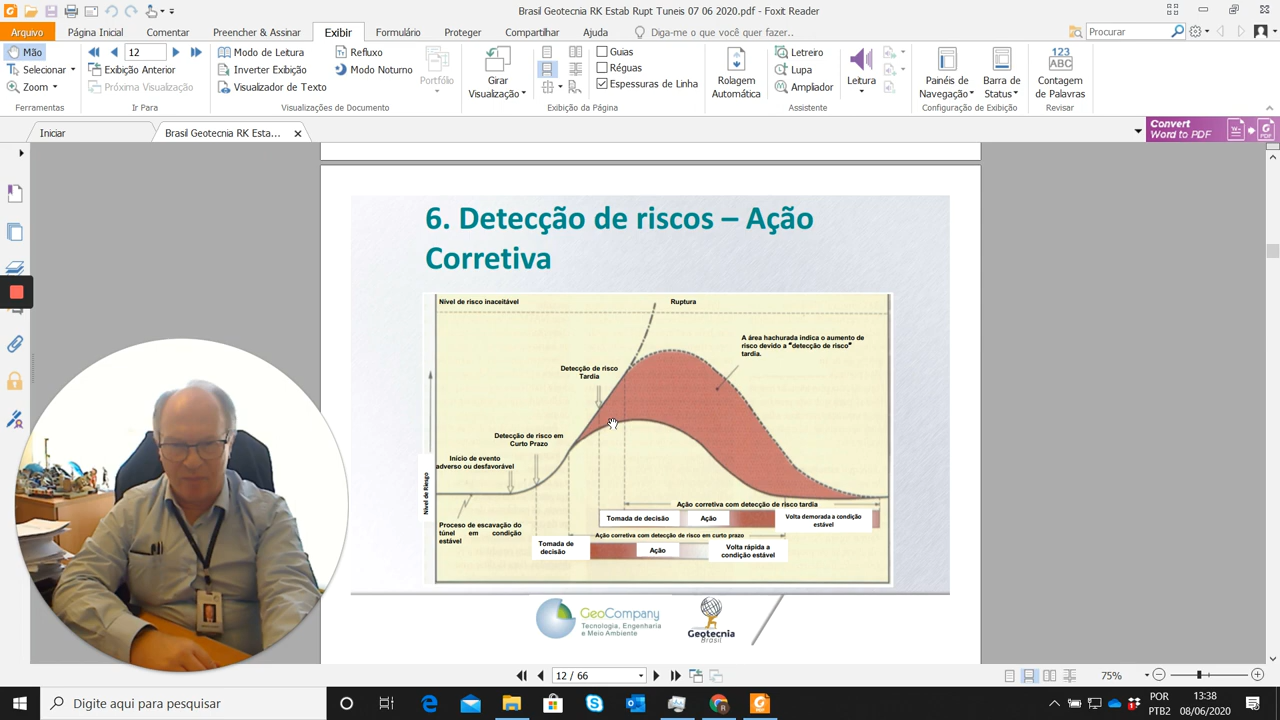 Brasil Geotecnia RK Estab Rupt Tuneis 07 06 2020.pdf - Foxit Reader
Arquivo
Página Inicial
Comentar
Preencher & Assinar
Exibir
Formulário
Proteger
Compartilhar
Ajuda
Diga-me o que você quer fazer..
Procurar
Mão
Selecionar
Zoom
Ferramentas
12
Exibição Anterior
Próxima Visualização
Ir Para
Modo de Leitura
Inverter Exibição
Visualizador de Texto
Refluxo
Modo Noturno
Portfólio
Visualizações de Documento
Girar
Visualização
Guias
Réguas
Espessuras de Linha
Exibição da Página
Rolagem
Automática
Letreiro
Lupa
Ampliador
Assistente
Leitura
Painéis de
Navegação
Barra de
Status
Configuração de Exibição
123
ABC
Contagem
de Palavras
Revisar
Iniciar
Brasil Geotecnia RK Esta...
Convert
Word to PDF
PDF
6. Detecção de riscos – Ação
Corretiva
Nível de risco inaceitável
Ruptura
A área hachurada indica o aumento de
risco devido a "detecção de risco"
tardia.
Detecção de risco
Tardia
Detecção de risco em
Curto Prazo
Início de evento
adverso ou desfavorável
Nível de Riesgo
Proceso de escavação do
túnel em condição
estável
Ação corretiva com detecção de risco tardia
Tomada de decisão
Ação
Volta demorada a condição
estável
Ação corretiva com detecção de risco em curto prazo
Tomada de
decisão
Ação
Volta rápida a
condição estável
GeoCompany
Tecnologia, Engenharia
e Meio Ambiente
Geotecnia
Brasil
12 / 66
75%
Digite aqui para pesquisar
POR
PTB2
13:38
08/06/2020